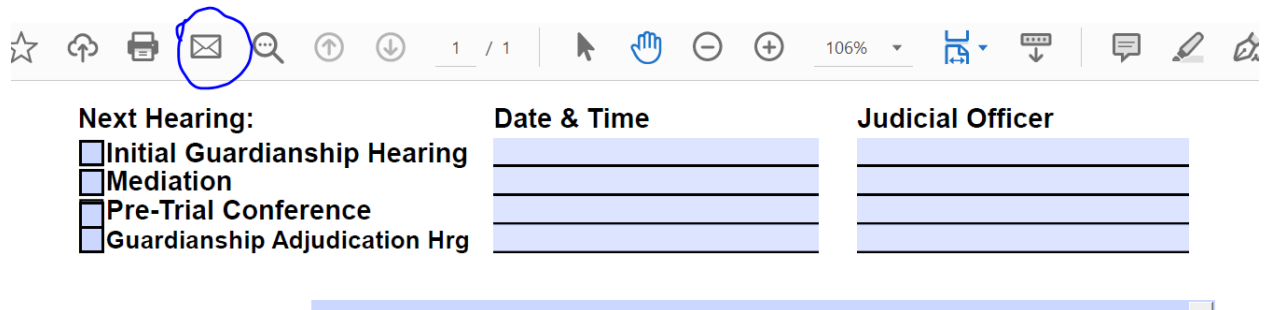 1 / 1 106%
Next Hearing: Date & Time Judicial Officer
Initial Guardianship Hearing
Mediation
Pre-Trial Conference
Guardianship Adjudication Hrg